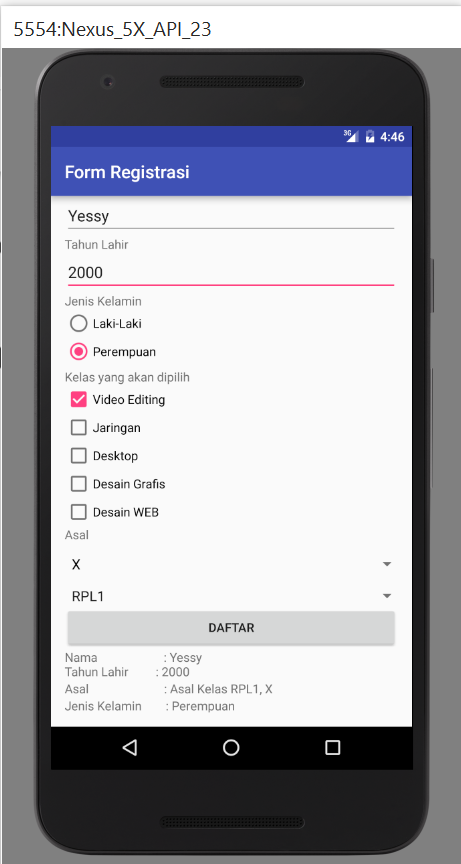 5554:Nexus_5X_API_23
3G 4:46
Form Registrasi
Yessy
Tahun Lahir
2000
Jenis Kelamin
Laki-Laki
Perempuan
Kelas yang akan dipilih
Video Editing
Jaringan
Desktop
Desain Grafis
Desain WEB
Asal
X
RPL1
DAFTAR
Nama : Yessy
Tahun Lahir : 2000
Asal : Asal Kelas RPL1, X
Jenis Kelamin : Perempuan